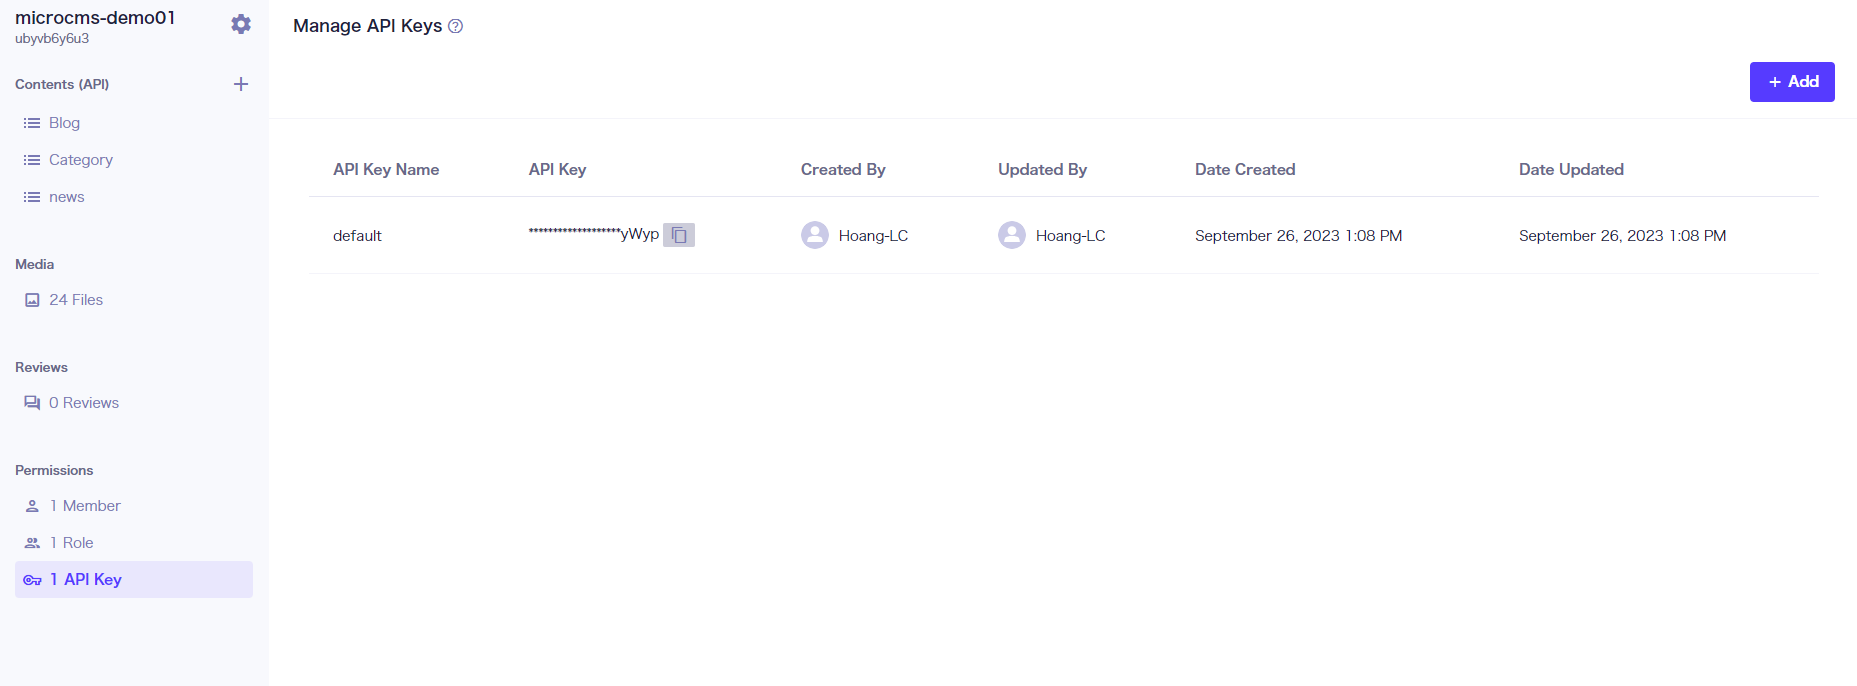 microcms-demo01
ubyvb6y6u3
Contents (API)
Blog
Category
news
Media
24 Files
Reviews
0 Reviews
Permissions
1 Member
1 Role
1 API Key
Manage API Keys
+ Add
API Key Name API Key Created By Updated By Date Created Date Updated
default *******************yWyp Hoang-LC Hoang-LC September 26, 2023 1:08 PM September 26, 2023 1:08 PM